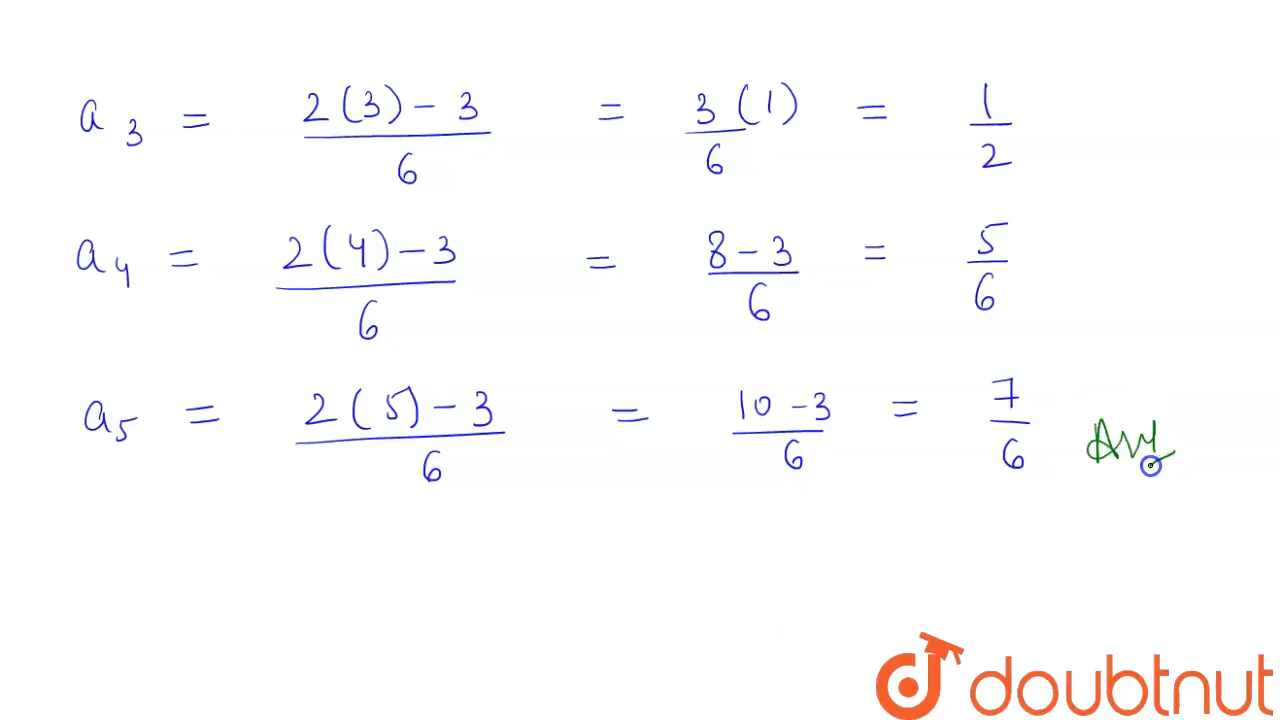 a₃ = (2(3) - 3)/6 = 3/6 (1) = 1/2
a₄ = (2(4) - 3)/6 = (8 - 3)/6 = 5/6
a₅ = (2(5) - 3)/6 = (10 - 3)/6 = 7/6
doubtnut